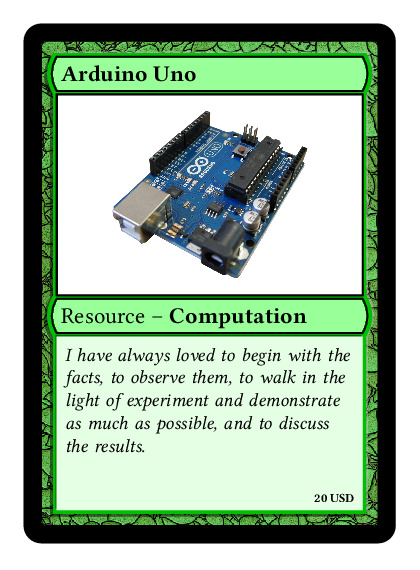 Arduino Uno
UNO
Resource – Computation
I have always loved to begin with the
facts, to observe them, to walk in the
light of experiment and demonstrate
as much as possible, and to discuss
the results.
20 USD